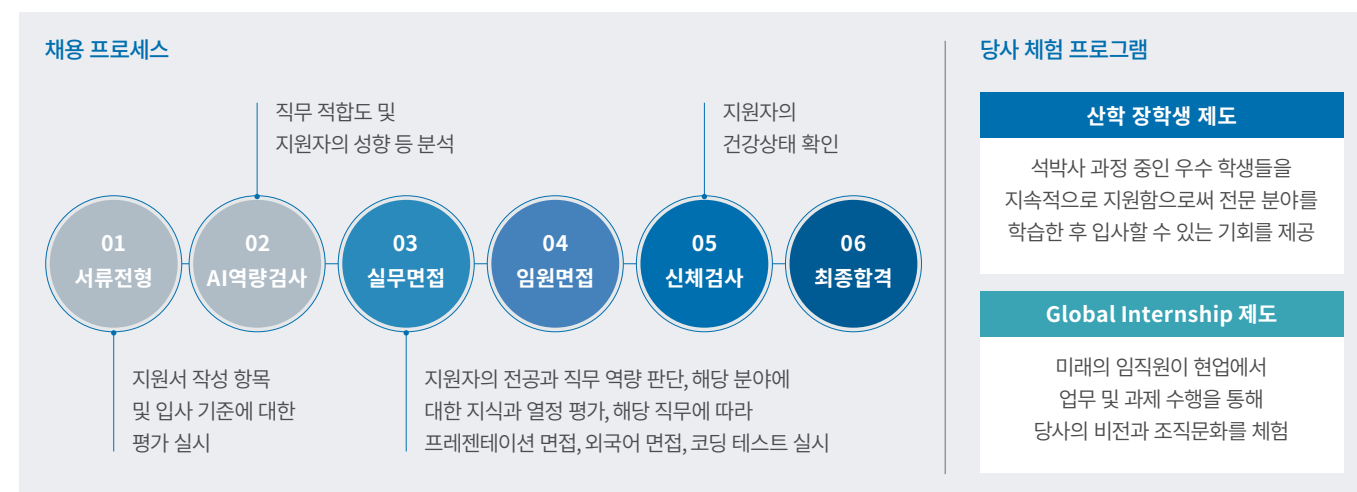 채용 프로세스
직무 적합도 및
지원자의 성향 등 분석
지원자의
건강상태 확인
01
서류전형
02
AI역량검사
03
실무면접
04
임원면접
05
신체검사
06
최종합격
지원서 작성 항목
및 입사 기준에 대한
평가 실시
지원자의 전공과 직무 역량 판단, 해당 분야에
대한 지식과 열정 평가, 해당 직무에 따라
프레젠테이션 면접, 외국어 면접, 코딩 테스트 실시
당사 체험 프로그램
산학 장학생 제도
석박사 과정 중인 우수 학생들을
지속적으로 지원함으로써 전문 분야를
학습한 후 입사할 수 있는 기회를 제공
Global Internship 제도
미래의 임직원이 현업에서
업무 및 과제 수행을 통해
당사의 비전과 조직문화를 체험